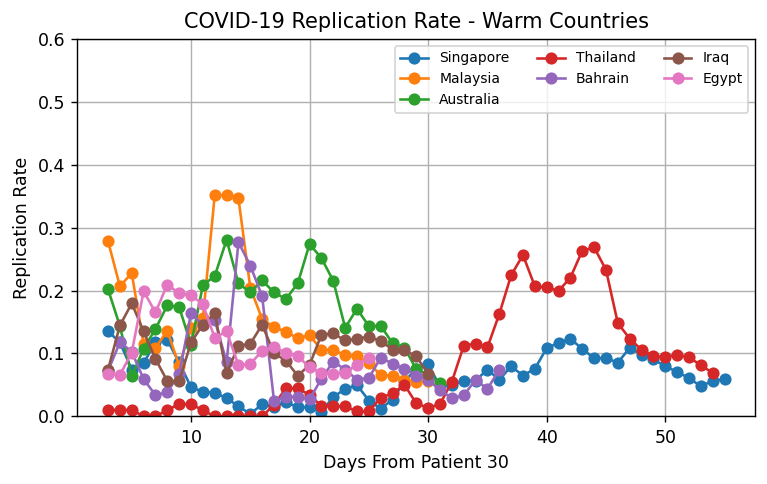 COVID-19 Replication Rate - Warm Countries
Replication Rate
0.6
0.5
0.4
0.3
0.2
0.1
0.0
Singapore
Malaysia
Australia
Thailand
Bahrain
Iraq
Egypt
10 20 30 40 50
Days From Patient 30